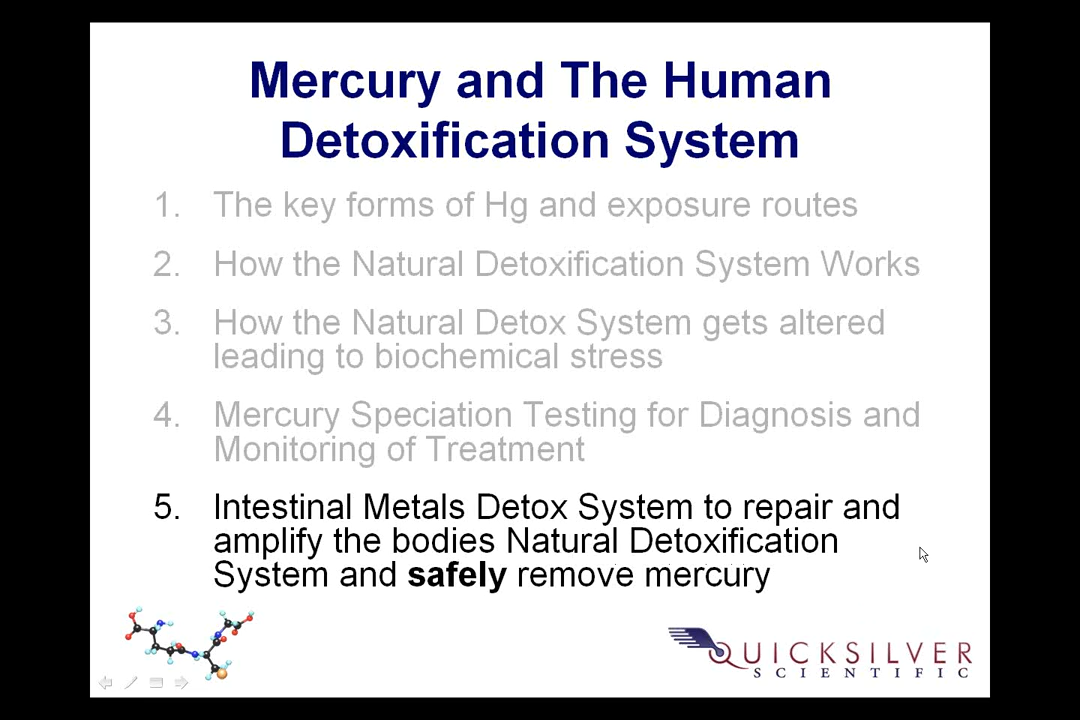 Mercury and The Human
Detoxification System
1. The key forms of Hg and exposure routes
2. How the Natural Detoxification System Works
3. How the Natural Detox System gets altered
leading to biochemical stress
4. Mercury Speciation Testing for Diagnosis and
Monitoring of Treatment
5. Intestinal Metals Detox System to repair and
amplify the bodies Natural Detoxification
System and safely remove mercury
QUICKSILVER
SCIENTIFIC